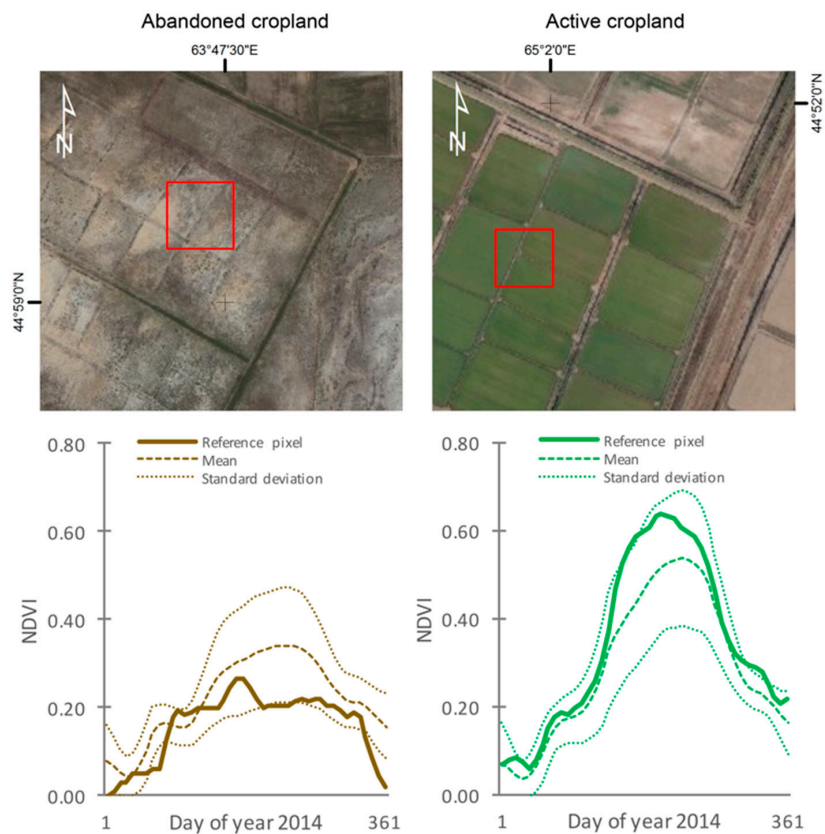 Abandoned cropland
Active cropland
63°47'30"E
65°2'0"E
44°59'0"N
44°52'0"N
N
N
Reference pixel
Mean
Standard deviation
NDVI
0.80
0.60
0.40
0.20
0.00
1
Day of year 2014
361
Reference pixel
Mean
Standard deviation
NDVI
0.80
0.60
0.40
0.20
0.00
1
Day of year 2014
361